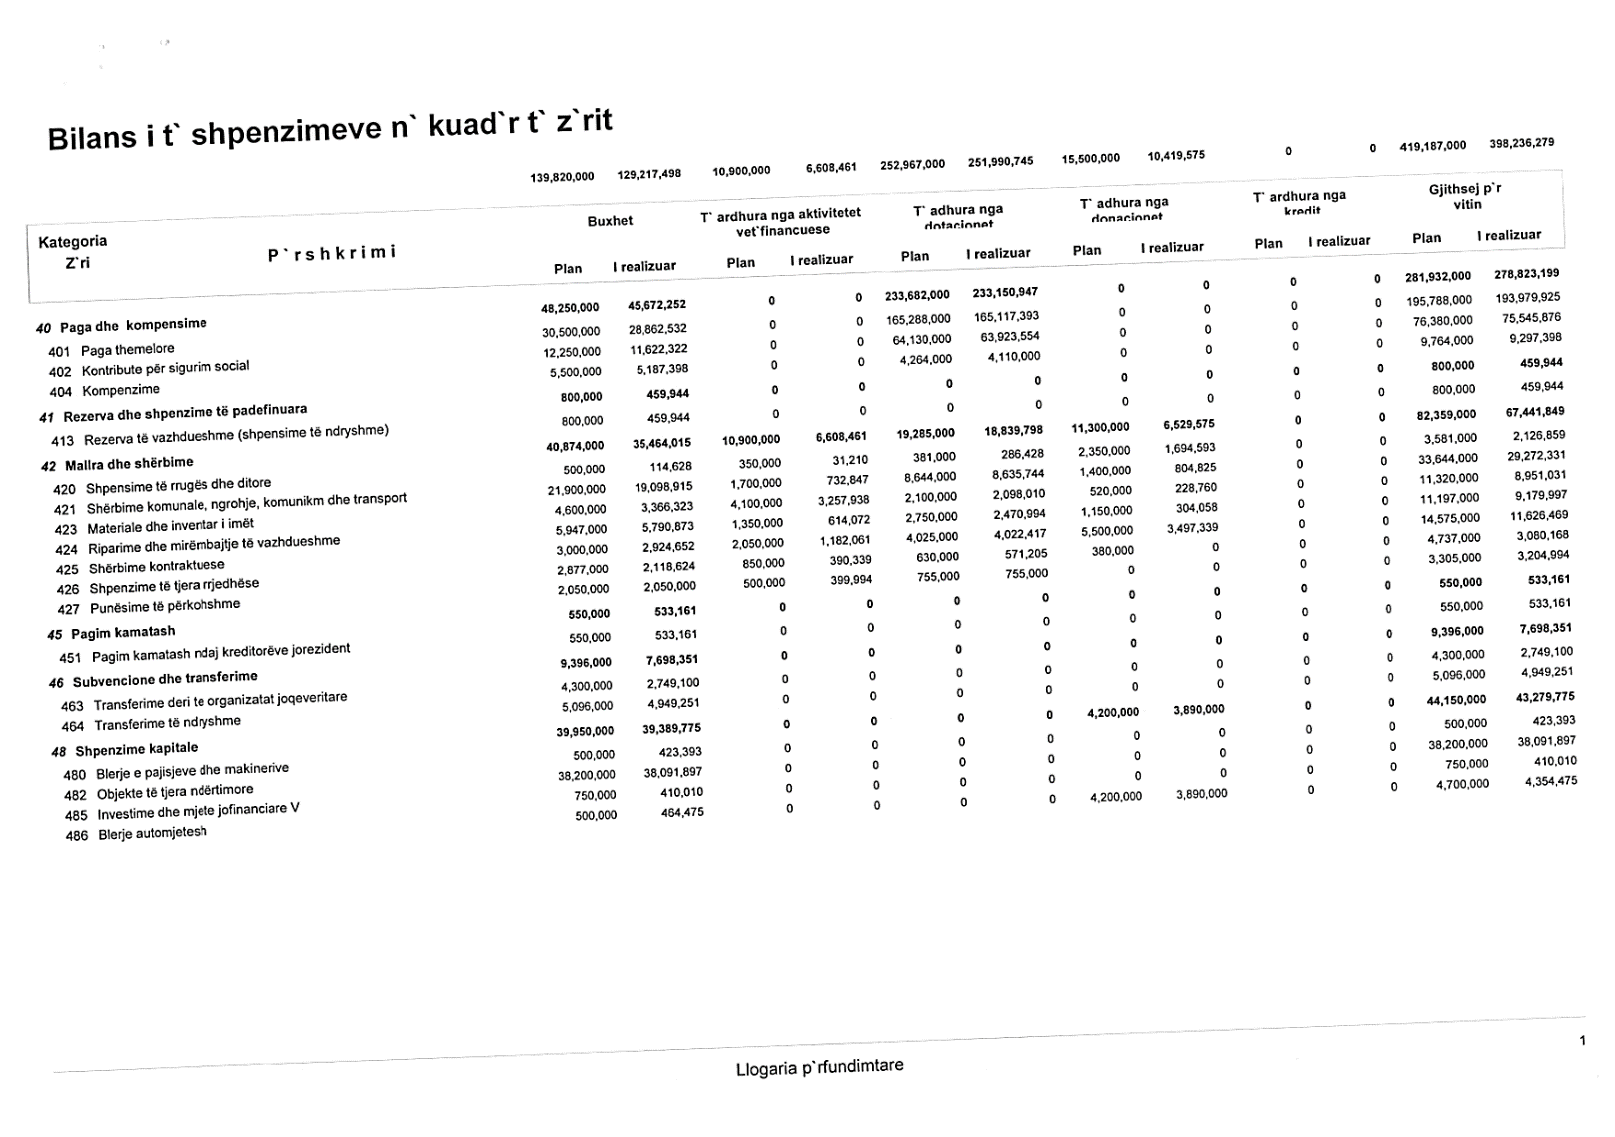 Bilans i t` shpenzimeve n` kuad`r t` z`rit
139,820,000 129,217,498 10,900,000 6,608,461 252,967,000 251,990,745 15,500,000 10,419,575 0 0 419,187,000 398,236,279
Kategoria Z`ri P`rshkrimi Buxhet T` ardhura nga aktivitetet vet`financuese T` adhura nga dotacionet T` adhura nga donacionet T` ardhura nga kredit Gjithsej p`r vitin
Plan I realizuar Plan I realizuar Plan I realizuar Plan I realizuar Plan I realizuar Plan I realizuar
40 Paga dhe kompensime 48,250,000 45,672,252 0 0 233,682,000 233,150,947 0 0 0 0 281,932,000 278,823,199
401 Paga themelore 30,500,000 28,862,532 0 0 165,288,000 165,117,393 0 0 0 0 195,788,000 193,979,925
402 Kontribute për sigurim social 12,250,000 11,622,322 0 0 64,130,000 63,923,554 0 0 0 0 76,380,000 75,545,876
404 Kompenzime 5,500,000 5,187,398 0 0 4,264,000 4,110,000 0 0 0 0 9,764,000 9,297,398
41 Rezerva dhe shpenzime të padefinuara 800,000 459,944 0 0 0 0 0 0 0 0 800,000 459,944
413 Rezerva të vazhdueshme (shpensime të ndryshme) 800,000 459,944 0 0 0 0 0 0 0 0 800,000 459,944
42 Mallra dhe shërbime 40,874,000 35,464,015 10,900,000 6,608,461 19,285,000 18,839,798 11,300,000 6,529,575 0 0 82,359,000 67,441,849
420 Shpensime të rrugës dhe ditore 500,000 114,628 350,000 31,210 381,000 286,428 2,350,000 1,694,593 0 0 3,581,000 2,126,859
421 Shërbime komunale, ngrohje, komunikm dhe transport 21,900,000 19,098,915 1,700,000 732,847 8,644,000 8,635,744 1,400,000 804,825 0 0 33,644,000 29,272,331
423 Materiale dhe inventar i imët 4,600,000 3,366,323 4,100,000 3,257,938 2,100,000 2,098,010 520,000 228,760 0 0 11,320,000 8,951,031
424 Riparime dhe mirëmbajtje të vazhdueshme 5,947,000 5,790,873 1,350,000 614,072 2,750,000 2,470,994 1,150,000 304,058 0 0 11,197,000 9,179,997
425 Shërbime kontraktuese 3,000,000 2,924,652 2,050,000 1,182,061 4,025,000 4,022,417 5,500,000 3,497,339 0 0 14,575,000 11,626,469
426 Shpenzime të tjera rrjedhëse 2,877,000 2,118,624 850,000 390,339 630,000 571,205 380,000 0 0 0 4,737,000 3,080,168
427 Punësime të përkohshme 2,050,000 2,050,000 500,000 399,994 755,000 755,000 0 0 0 0 3,305,000 3,204,994
45 Pagim kamatash 550,000 533,161 0 0 0 0 0 0 0 0 550,000 533,161
451 Pagim kamatash ndaj kreditorëve jorezident 550,000 533,161 0 0 0 0 0 0 0 0 550,000 533,161
46 Subvencione dhe transferime 9,396,000 7,698,351 0 0 0 0 0 0 0 0 9,396,000 7,698,351
463 Transferime deri te organizatat joqeveritare 4,300,000 2,749,100 0 0 0 0 0 0 0 0 4,300,000 2,749,100
464 Transferime të ndryshme 5,096,000 4,949,251 0 0 0 0 0 0 0 0 5,096,000 4,949,251
48 Shpenzime kapitale 39,950,000 39,389,775 0 0 0 0 4,200,000 3,890,000 0 0 44,150,000 43,279,775
480 Blerje e pajisjeve dhe makinerive 500,000 423,393 0 0 0 0 0 0 0 0 500,000 423,393
482 Objekte të tjera ndërtimore 38,200,000 38,091,897 0 0 0 0 0 0 0 0 38,200,000 38,091,897
485 Investime dhe mjete jofinanciare V 750,000 410,010 0 0 0 0 0 0 0 0 750,000 410,010
486 Blerje automjetesh 500,000 464,475 0 0 0 0 4,200,000 3,890,000 0 0 4,700,000 4,354,475
Llogaria p`rfundimtare
1